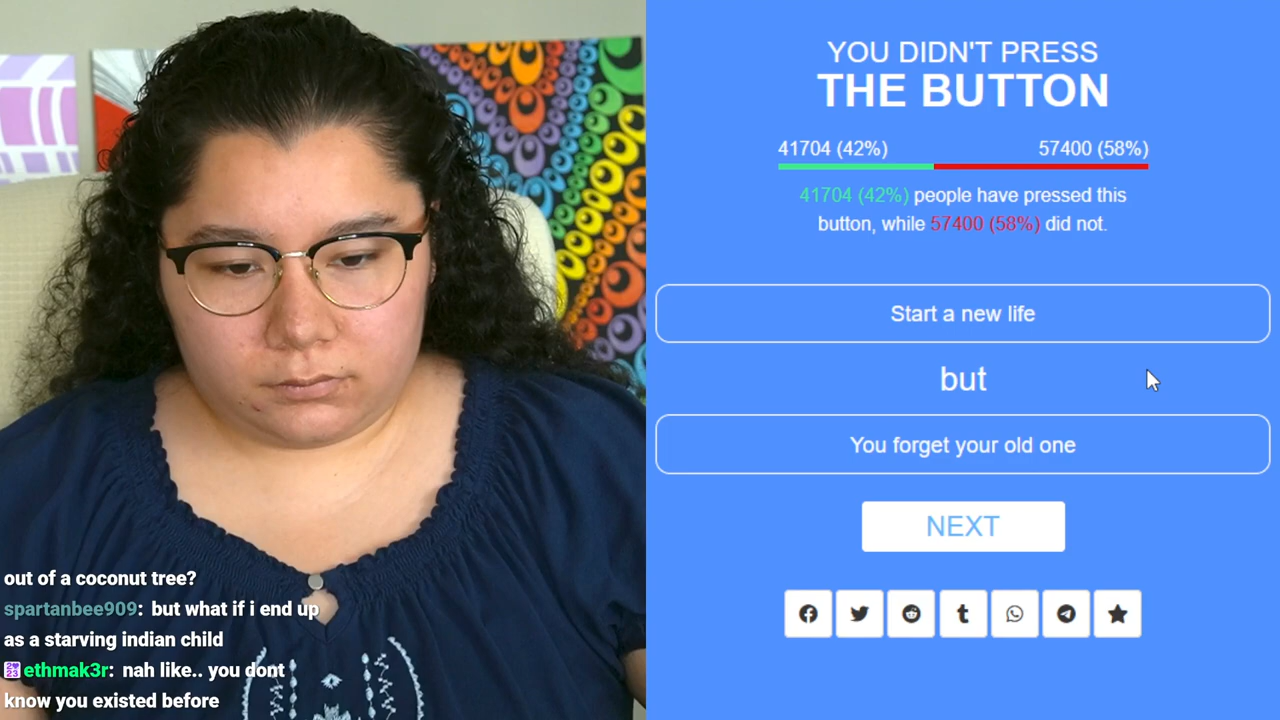 YOU DIDN'T PRESS
THE BUTTON
41704 (42%) 57400 (58%)
41704 (42%) people have pressed this
button, while 57400 (58%) did not.
Start a new life
but
You forget your old one
NEXT
out of a coconut tree?
spartanbee909: but what if i end up
as a starving indian child
ethmak3r: nah like.. you dont
know you existed before